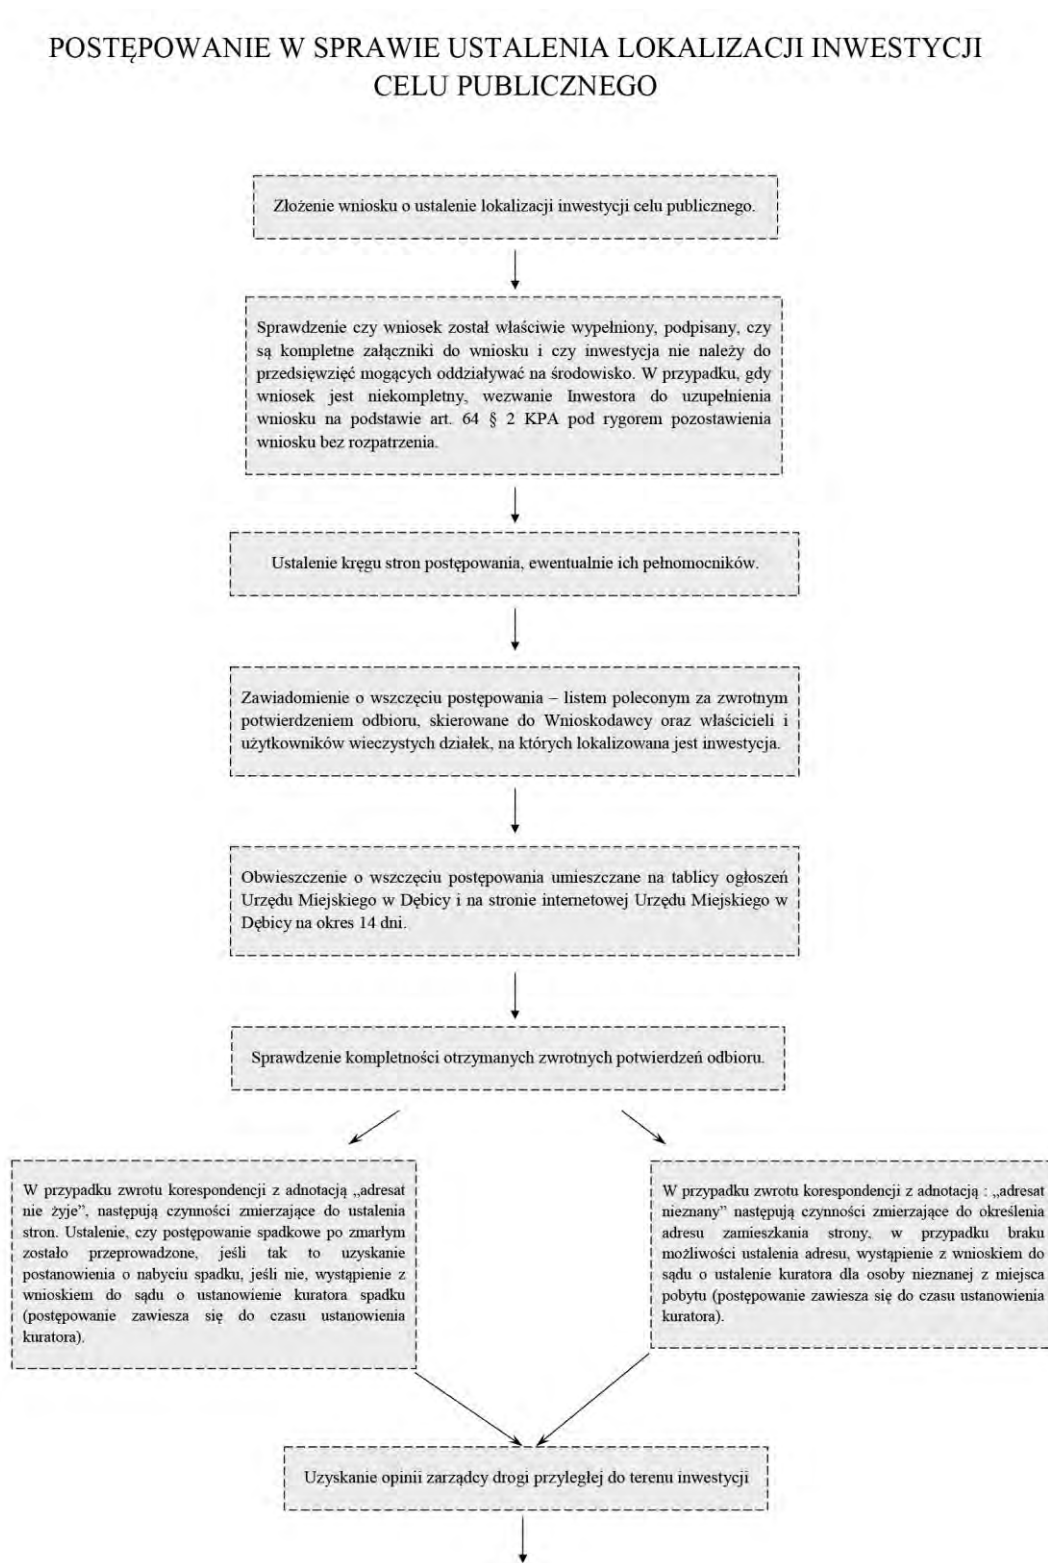 POSTĘPOWANIE W SPRAWIE USTALENIA LOKALIZACJI INWESTYCJI
CELU PUBLICZNEGO
Złożenie wniosku o ustalenie lokalizacji inwestycji celu publicznego.
Sprawdzenie czy wniosek został właściwie wypełniony, podpisany, czy
są kompletne załączniki do wniosku i czy inwestycja nie należy do
przedsięwzięć mogących oddziaływać na środowisko. W przypadku, gdy
wniosek jest niekompletny, wezwanie Inwestora do uzupełnienia
wniosku na podstawie art. 64 § 2 KPA pod rygorem pozostawienia
wniosku bez rozpatrzenia.
Ustalenie kręgu stron postępowania, ewentualnie ich pełnomocników.
Zawiadomienie o wszczęciu postępowania – listem poleconym za zwrotnym
potwierdzeniem odbioru, skierowane do Wnioskodawcy oraz właścicieli i
użytkowników wieczystych działek, na których lokalizowana jest inwestycja.
Obwieszczenie o wszczęciu postępowania umieszczane na tablicy ogłoszeń
Urzędu Miejskiego w Dębicy i na stronie internetowej Urzędu Miejskiego w
Dębicy na okres 14 dni.
Sprawdzenie kompletności otrzymanych zwrotnych potwierdzeń odbioru.
W przypadku zwrotu korespondencji z adnotacją „adresat
nie żyje”, następują czynności zmierzające do ustalenia
stron. Ustalenie, czy postępowanie spadkowe po zmarłym
zostało przeprowadzone, jeśli tak to uzyskanie
postanowienia o nabyciu spadku, jeśli nie, wystąpienie z
wnioskiem do sądu o ustanowienie kuratora spadku
(postępowanie zawiesza się do czasu ustanowienia
kuratora).
W przypadku zwrotu korespondencji z adnotacją : „adresat
nieznany” następują czynności zmierzające do określenia
adresu zamieszkania strony, w przypadku braku
możliwości ustalenia adresu, wystąpienie z wnioskiem do
sądu o ustalenie kuratora dla osoby nieznanej z miejsca
pobytu (postępowanie zawiesza się do czasu ustanowienia
kuratora).
Uzyskanie opinii zarządcy drogi przyległej do terenu inwestycji